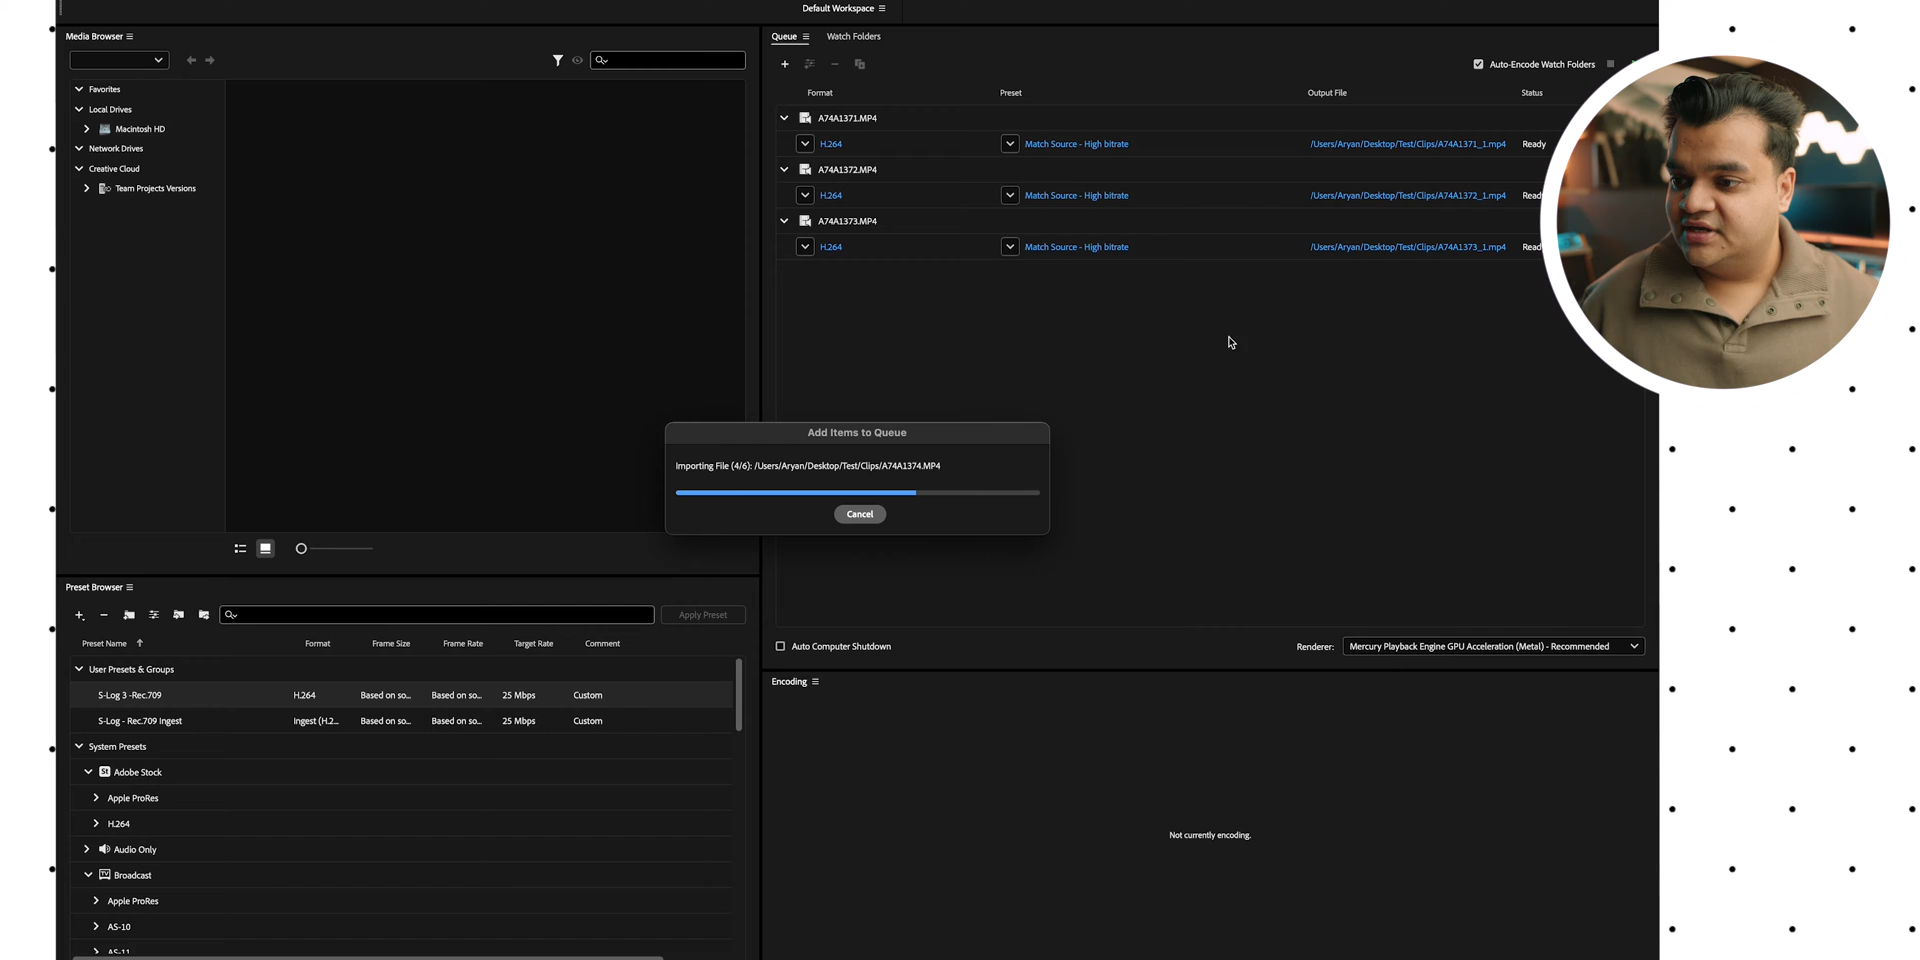 Default Workspace
Media Browser
Favorites
Local Drives
Macintosh HD
Network Drives
Creative Cloud
Team Projects Versions
Queue
Watch Folders
Auto-Encode Watch Folders
Format
Preset
Output File
Status
A74A1371.MP4
H.264
Match Source - High bitrate
/Users/Aryan/Desktop/Test/Clips/A74A1371_1.mp4
Ready
A74A1372.MP4
H.264
Match Source - High bitrate
/Users/Aryan/Desktop/Test/Clips/A74A1372_1.mp4
Ready
A74A1373.MP4
H.264
Match Source - High bitrate
/Users/Aryan/Desktop/Test/Clips/A74A1373_1.mp4
Read
Add Items to Queue
Importing File (4/6): /Users/Aryan/Desktop/Test/Clips/A74A1374.MP4
Cancel
Auto Computer Shutdown
Renderer:
Mercury Playback Engine GPU Acceleration (Metal) - Recommended
Preset Browser
Apply Preset
Preset Name
Format
Frame Size
Frame Rate
Target Rate
Comment
User Presets & Groups
S-Log 3 -Rec.709
H.264
Based on so...
Based on so...
25 Mbps
Custom
S-Log - Rec.709 Ingest
Ingest (H.2...
Based on so...
Based on so...
25 Mbps
Custom
System Presets
St
Adobe Stock
Apple ProRes
H.264
Audio Only
TV
Broadcast
Apple ProRes
AS-10
AS-11
Encoding
Not currently encoding.